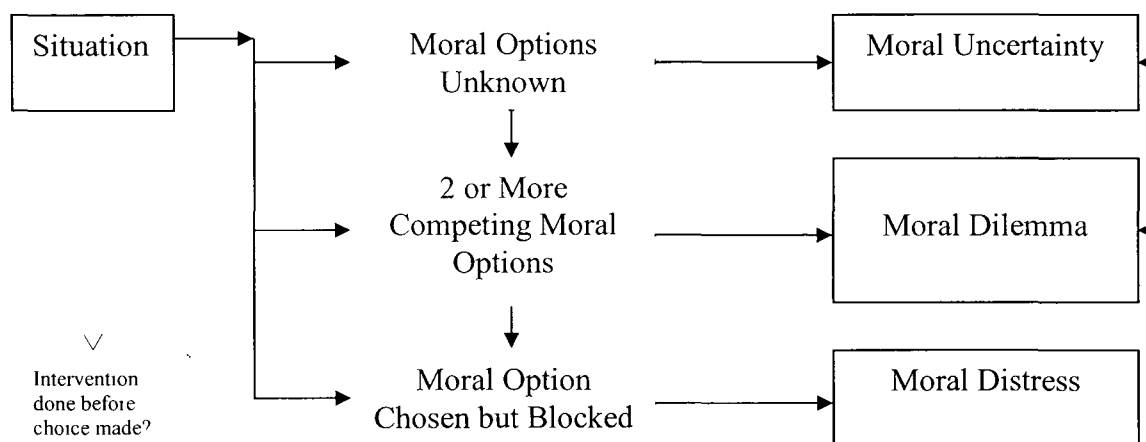 Situation
Moral Options
Unknown
Moral Uncertainty
2 or More
Competing Moral
Options
Moral Dilemma
Intervention
done before
choice made?
Moral Option
Chosen but Blocked
Moral Distress